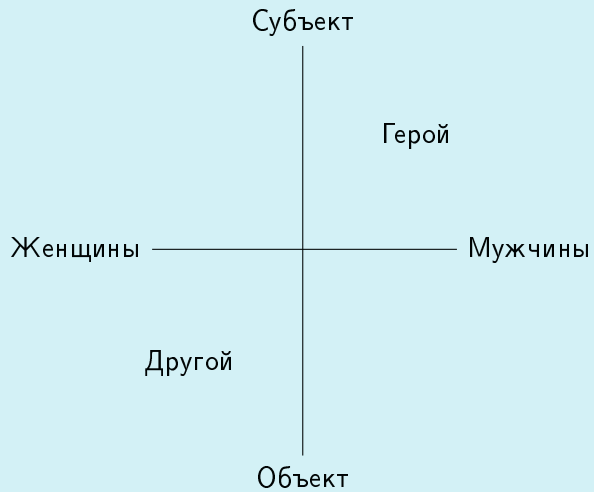 Субъект
Герой
Женщины
Мужчины
Другой
Объект